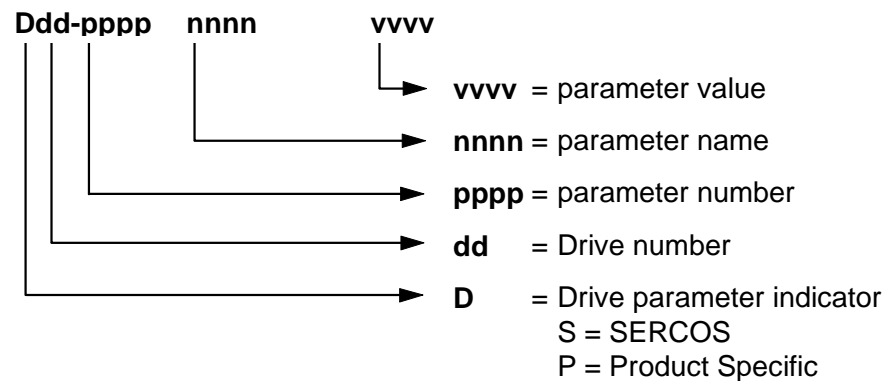 Ddd-pppp nnnn vvvv
vvvv = parameter value
nnnn = parameter name
pppp = parameter number
dd = Drive number
D = Drive parameter indicator
S = SERCOS
P = Product Specific